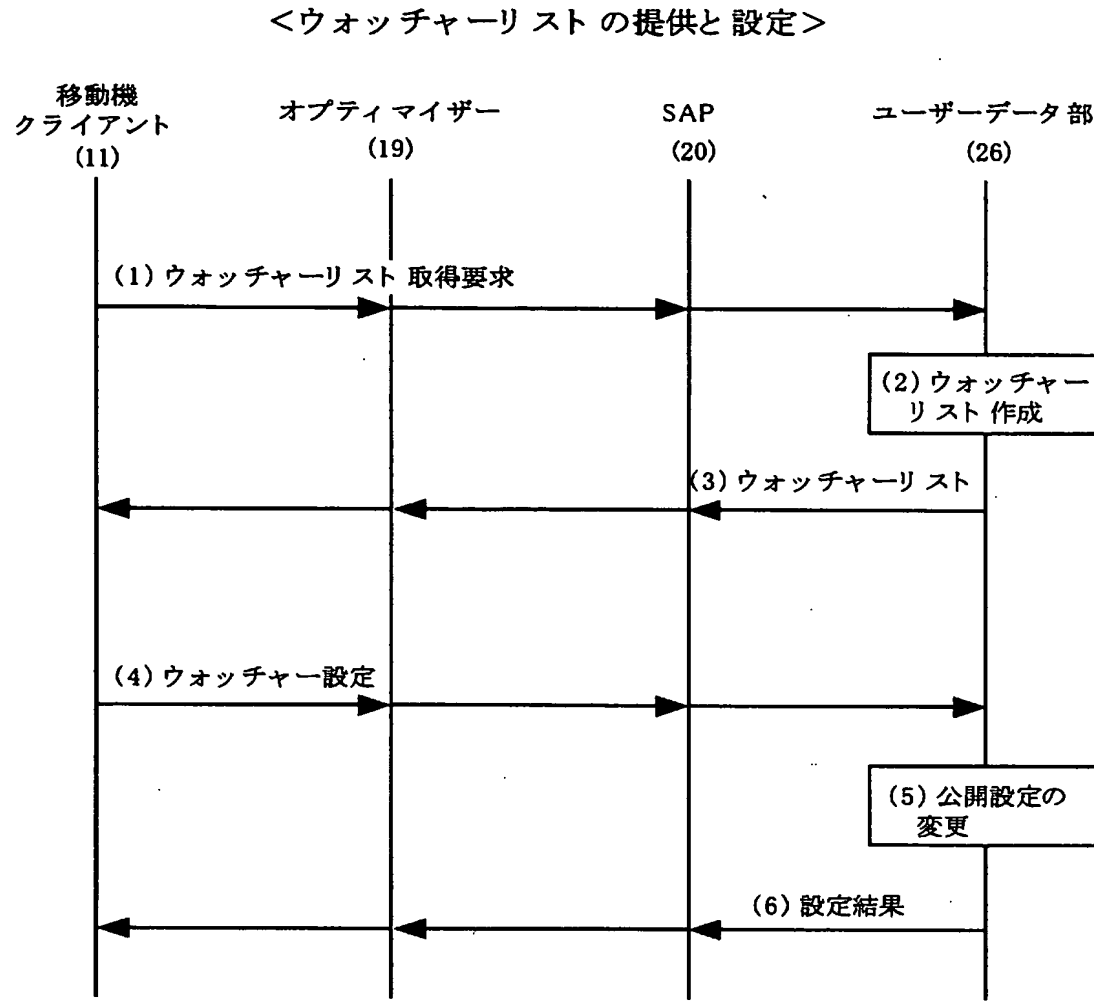 ＜ウォッチャーリストの提供と設定＞
移動機
クライアント
(11)
オプティマイザー
(19)
SAP
(20)
ユーザーデータ部
(26)
(1)ウォッチャーリスト取得要求
(2)ウォッチャー
リスト作成
(3)ウォッチャーリスト
(4)ウォッチャー設定
(5)公開設定の
変更
(6)設定結果